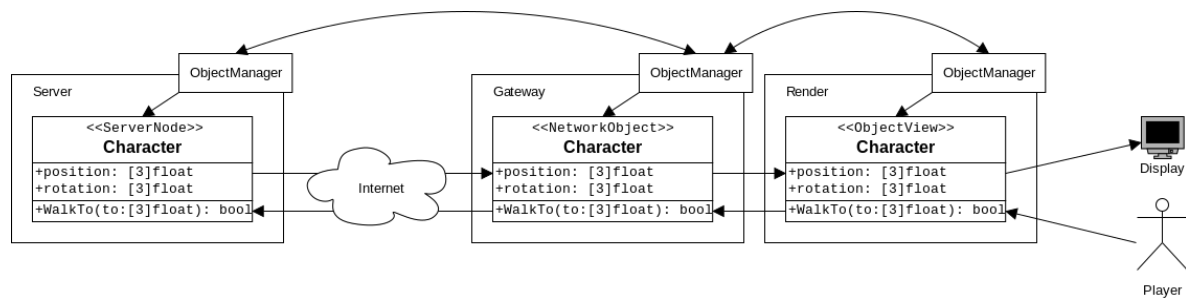 ObjectManager
Server
<<ServerNode>>
Character
+position: [3]float
+rotation: [3]float
+WalkTo(to:[3]float): bool
Internet
ObjectManager
Gateway
<<NetworkObject>>
Character
+position: [3]float
+rotation: [3]float
+WalkTo(to:[3]float): bool
ObjectManager
Render
<<ObjectView>>
Character
+position: [3]float
+rotation: [3]float
+WalkTo(to:[3]float): bool
Display
Player